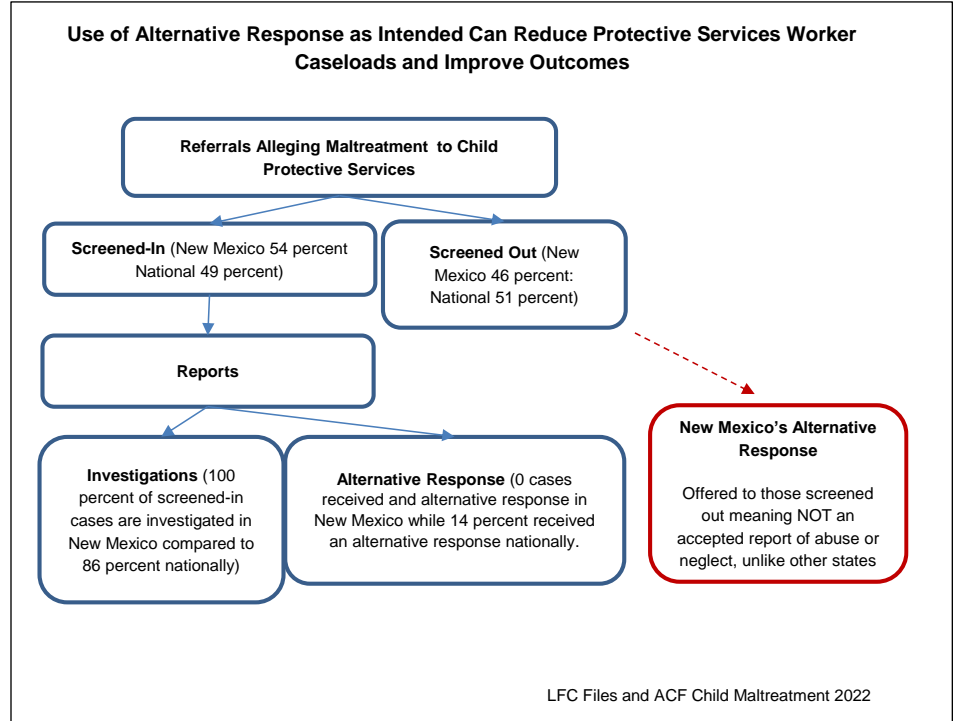 Use of Alternative Response as Intended Can Reduce Protective Services Worker
Caseloads and Improve Outcomes
Referrals Alleging Maltreatment to Child
Protective Services
Screened-In (New Mexico 54 percent
National 49 percent)
Screened Out (New
Mexico 46 percent:
National 51 percent)
Reports
Investigations (100
percent of screened-in
cases are investigated in
New Mexico compared to
86 percent nationally)
Alternative Response (0 cases
received and alternative response in
New Mexico while 14 percent received
an alternative response nationally.
New Mexico’s Alternative
Response
Offered to those screened
out meaning NOT an
accepted report of abuse or
neglect, unlike other states
LFC Files and ACF Child Maltreatment 2022